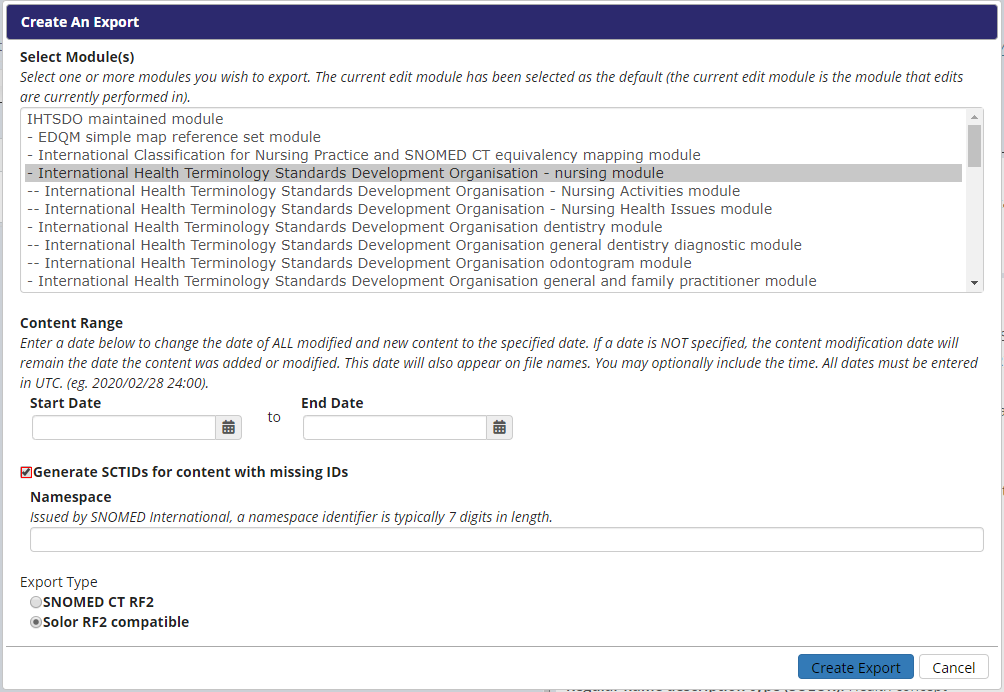 Create An Export
Select Module(s)
Select one or more modules you wish to export. The current edit module has been selected as the default (the current edit module is the module that edits
are currently performed in).
IHTSDO maintained module
- EDQM simple map reference set module
- International Classification for Nursing Practice and SNOMED CT equivalency mapping module
- International Health Terminology Standards Development Organisation - nursing module
-- International Health Terminology Standards Development Organisation - Nursing Activities module
-- International Health Terminology Standards Development Organisation - Nursing Health Issues module
- International Health Terminology Standards Development Organisation dentistry module
-- International Health Terminology Standards Development Organisation general dentistry diagnostic module
-- International Health Terminology Standards Development Organisation odontogram module
- International Health Terminology Standards Development Organisation general and family practitioner module
Content Range
Enter a date below to change the date of ALL modified and new content to the specified date. If a date is NOT specified, the content modification date will
remain the date the content was added or modified. This date will also appear on file names. You may optionally include the time. All dates must be entered
in UTC. (eg. 2020/02/28 24:00).
Start Date
to
End Date
Generate SCTIDs for content with missing IDs
Namespace
Issued by SNOMED International, a namespace identifier is typically 7 digits in length.
Export Type
SNOMED CT RF2
Solor RF2 compatible
Create Export
Cancel